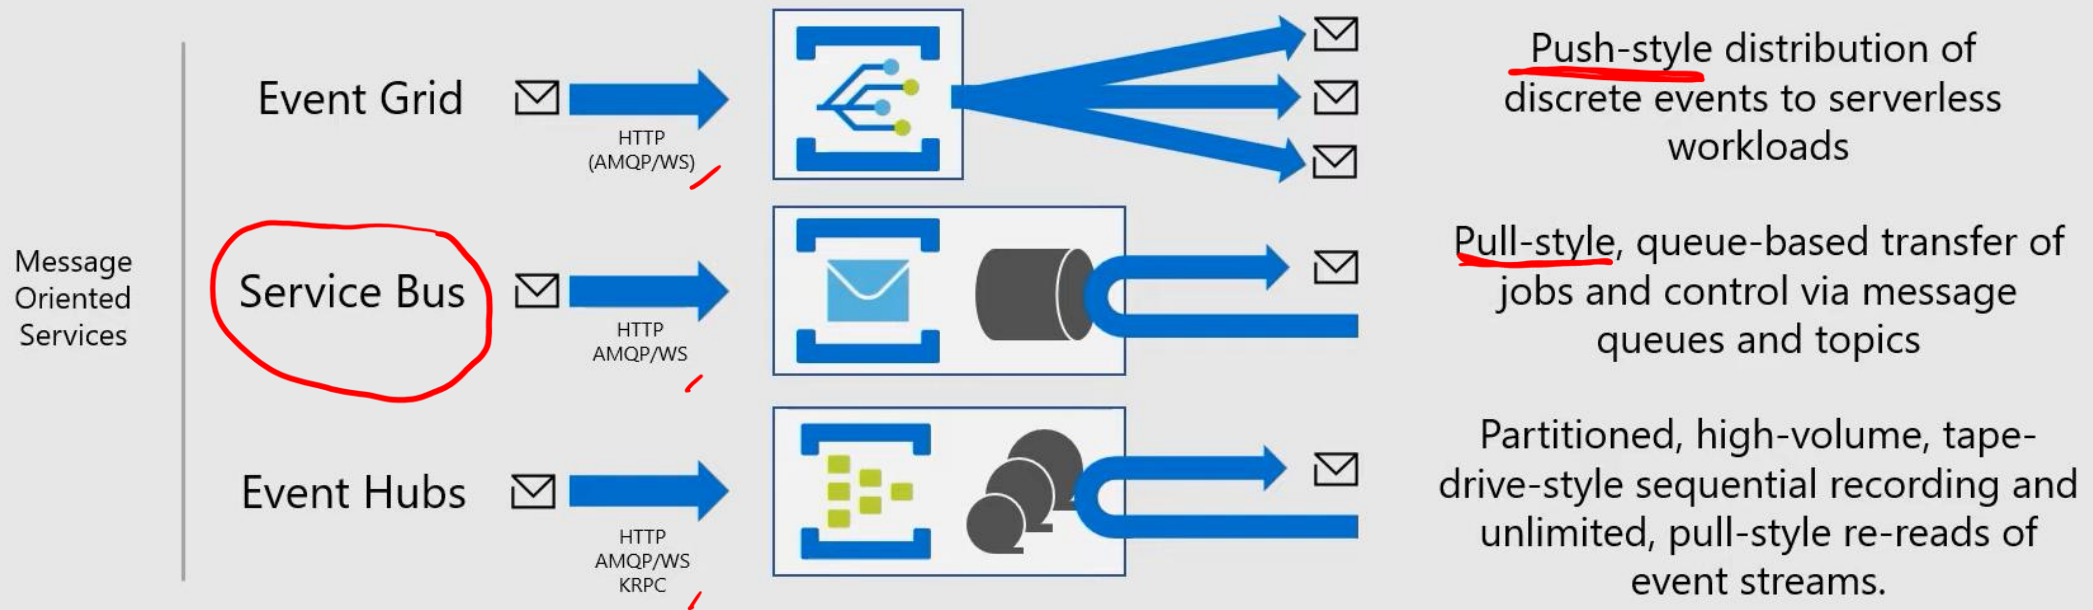 Message
Oriented
Services
Event Grid
HTTP
(AMQP/WS)
Push-style distribution of
discrete events to serverless
workloads
Service Bus
HTTP
AMQP/WS
Pull-style, queue-based transfer of
jobs and control via message
queues and topics
Event Hubs
HTTP
AMQP/WS
KRPC
Partitioned, high-volume, tape-
drive-style sequential recording and
unlimited, pull-style re-reads of
event streams.